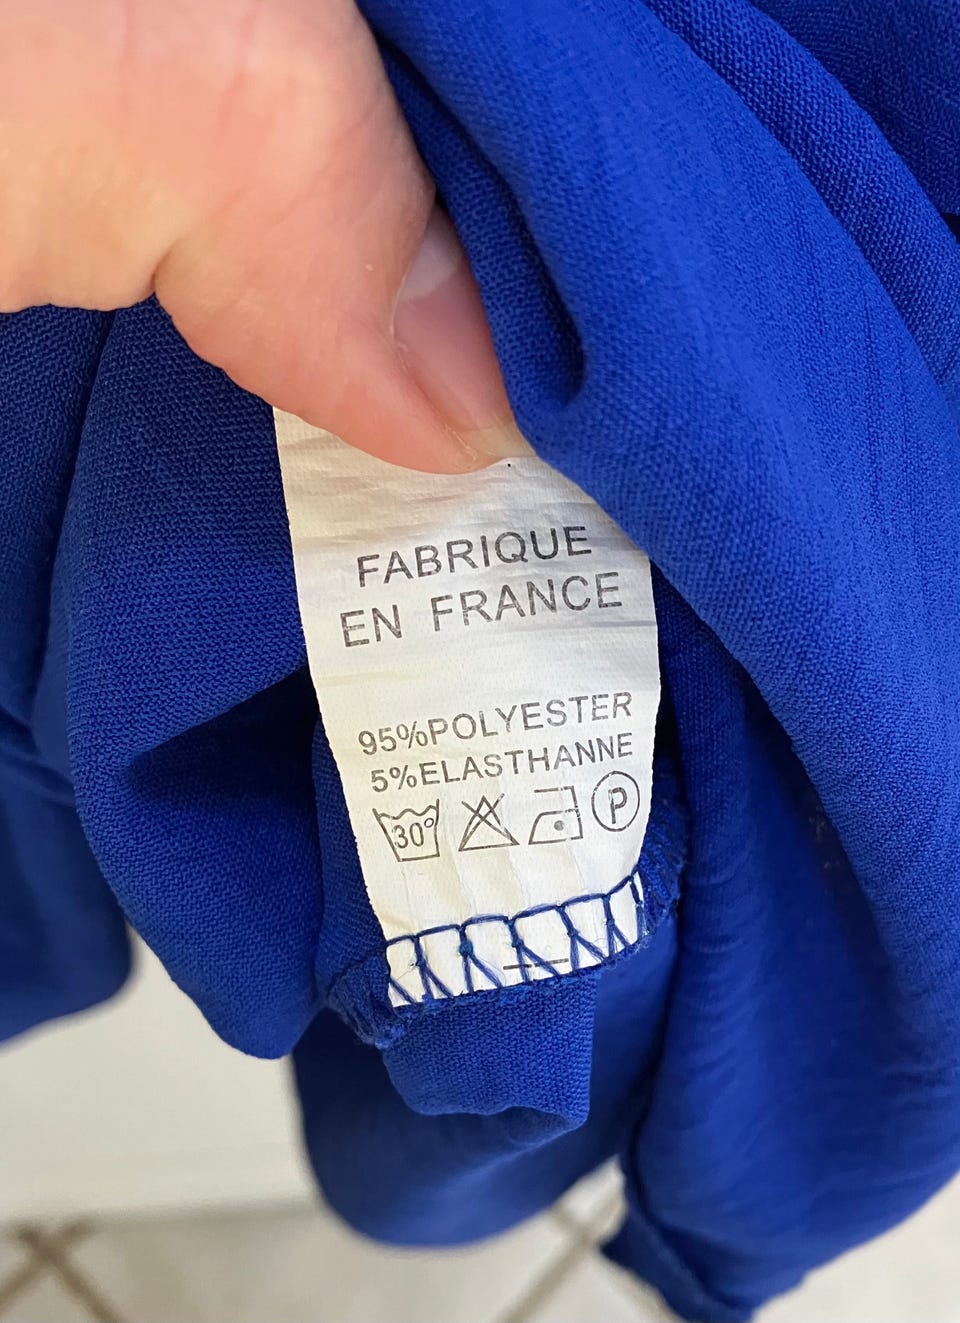 FABRIQUE
EN FRANCE
95%POLYESTER
5%ELASTHANNE
30° P